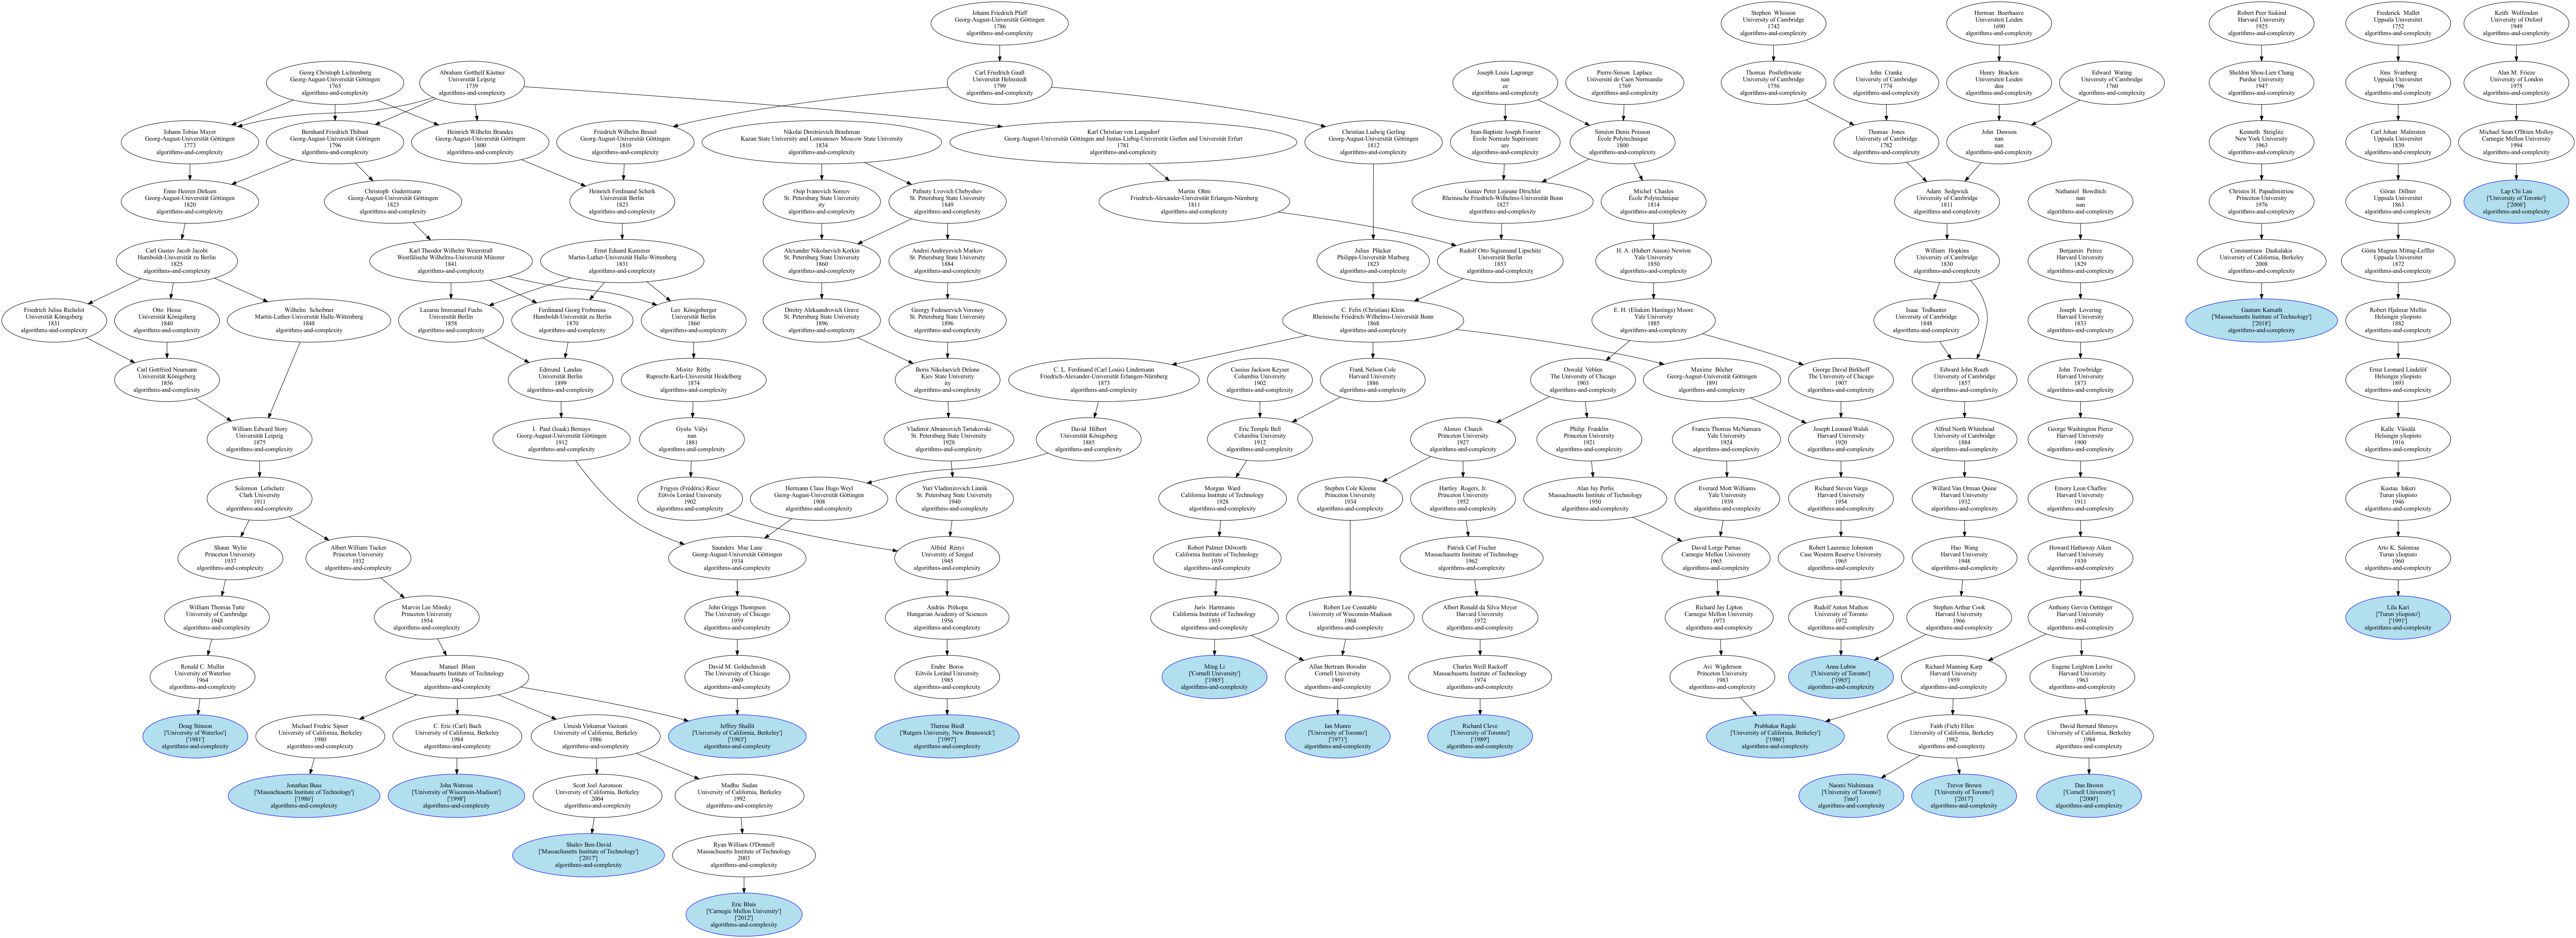 Johann Friedrich Pfaff
Georg-August-Universität Göttingen
1786
algorithms-and-complexity
Stephen Whisson
University of Cambridge
1742
algorithms-and-complexity
Herman Boerhaave
Universiteit Leiden
1690
algorithms-and-complexity
Robert Peer Siskind
Harvard University
1925
algorithms-and-complexity
Frederick Mallet
Uppsala Universitet
1752
algorithms-and-complexity
Keith Wolfenden
University of Oxford
1949
algorithms-and-complexity
Georg Christoph Lichtenberg
Georg-August-Universität Göttingen
1765
algorithms-and-complexity
Abraham Gotthelf Kästner
Universität Leipzig
1739
algorithms-and-complexity
Carl Friedrich Gauß
Universität Helmstedt
1799
algorithms-and-complexity
Joseph Louis Lagrange
nan
ez
algorithms-and-complexity
Pierre-Simon Laplace
Université de Caen Normandie
1769
algorithms-and-complexity
Thomas Postlethwaite
University of Cambridge
1756
algorithms-and-complexity
John Cranke
University of Cambridge
1774
algorithms-and-complexity
Henry Bracken
Universiteit Leiden
den
algorithms-and-complexity
Edward Waring
University of Cambridge
1760
algorithms-and-complexity
Sheldon Shou-Lien Chang
Purdue University
1947
algorithms-and-complexity
Jöns Svanberg
Uppsala Universitet
1796
algorithms-and-complexity
Alan M. Frieze
University of London
1975
algorithms-and-complexity
Johann Tobias Mayer
Georg-August-Universität Göttingen
1773
algorithms-and-complexity
Bernhard Friedrich Thibaut
Georg-August-Universität Göttingen
1796
algorithms-and-complexity
Heinrich Wilhelm Brandes
Georg-August-Universität Göttingen
1800
algorithms-and-complexity
Friedrich Wilhelm Bessel
Georg-August-Universität Göttingen
1810
algorithms-and-complexity
Nikolai Dmitrievich Brashman
Kazan State University and Lomonosov Moscow State University
1834
algorithms-and-complexity
Karl Christian von Langsdorf
Georg-August-Universität Göttingen and Justus-Liebig-Universität Gießen and Universität Erfurt
1781
algorithms-and-complexity
Christian Ludwig Gerling
Georg-August-Universität Göttingen
1812
algorithms-and-complexity
Jean-Baptiste Joseph Fourier
École Normale Supérieure
ure
algorithms-and-complexity
Siméon Denis Poisson
École Polytechnique
1800
algorithms-and-complexity
Thomas Jones
University of Cambridge
1782
algorithms-and-complexity
John Dawson
nan
nan
algorithms-and-complexity
Kenneth Steiglitz
New York University
1963
algorithms-and-complexity
Carl Johan Malmsten
Uppsala Universitet
1839
algorithms-and-complexity
Michael Sean O'Brien Molloy
Carnegie Mellon University
1994
algorithms-and-complexity
Enno Heeren Dirksen
Georg-August-Universität Göttingen
1820
algorithms-and-complexity
Christoph Gudermann
Georg-August-Universität Göttingen
1823
algorithms-and-complexity
Heinrich Ferdinand Scherk
Universität Berlin
1823
algorithms-and-complexity
Osip Ivanovich Somov
St. Petersburg State University
ity
algorithms-and-complexity
Pafnuty Lvovich Chebyshev
St. Petersburg State University
1849
algorithms-and-complexity
Martin Ohm
Friedrich-Alexander-Universität Erlangen-Nürnberg
1811
algorithms-and-complexity
Gustav Peter Lejeune Dirichlet
Rheinische Friedrich-Wilhelms-Universität Bonn
1827
algorithms-and-complexity
Michel Chasles
École Polytechnique
1814
algorithms-and-complexity
Adam Sedgwick
University of Cambridge
1811
algorithms-and-complexity
Nathaniel Bowditch
nan
nan
algorithms-and-complexity
Christos H. Papadimitriou
Princeton University
1976
algorithms-and-complexity
Göran Dillner
Uppsala Universitet
1863
algorithms-and-complexity
Lap Chi Lau
['University of Toronto']
['2006']
algorithms-and-complexity
Carl Gustav Jacob Jacobi
Humboldt-Universität zu Berlin
1825
algorithms-and-complexity
Karl Theodor Wilhelm Weierstraß
Westfälische Wilhelms-Universität Münster
1841
algorithms-and-complexity
Ernst Eduard Kummer
Martin-Luther-Universität Halle-Wittenberg
1831
algorithms-and-complexity
Alexander Nikolaevich Korkin
St. Petersburg State University
1860
algorithms-and-complexity
Andrei Andreyevich Markov
St. Petersburg State University
1884
algorithms-and-complexity
Julius Plücker
Philipps-Universität Marburg
1823
algorithms-and-complexity
Rudolf Otto Sigismund Lipschitz
Universität Berlin
1853
algorithms-and-complexity
H. A. (Hubert Anson) Newton
Yale University
1850
algorithms-and-complexity
William Hopkins
University of Cambridge
1830
algorithms-and-complexity
Benjamin Peirce
Harvard University
1829
algorithms-and-complexity
Constantinos Daskalakis
University of California, Berkeley
2008
algorithms-and-complexity
Gösta Magnus Mittag-Leffler
Uppsala Universitet
1872
algorithms-and-complexity
Friedrich Julius Richelot
Universität Königsberg
1831
algorithms-and-complexity
Otto Hesse
Universität Königsberg
1840
algorithms-and-complexity
Wilhelm Scheibner
Martin-Luther-Universität Halle-Wittenberg
1848
algorithms-and-complexity
Lazarus Immanuel Fuchs
Universität Berlin
1858
algorithms-and-complexity
Ferdinand Georg Frobenius
Humboldt-Universität zu Berlin
1870
algorithms-and-complexity
Leo Königsberger
Universität Berlin
1860
algorithms-and-complexity
Dmitry Aleksandrovich Grave
St. Petersburg State University
1896
algorithms-and-complexity
Georgy Fedoseevich Voronoy
St. Petersburg State University
1896
algorithms-and-complexity
C. Felix (Christian) Klein
Rheinische Friedrich-Wilhelms-Universität Bonn
1868
algorithms-and-complexity
E. H. (Eliakim Hastings) Moore
Yale University
1885
algorithms-and-complexity
Isaac Todhunter
University of Cambridge
1848
algorithms-and-complexity
Joseph Lovering
Harvard University
1833
algorithms-and-complexity
Gautam Kamath
['Massachusetts Institute of Technology']
['2018']
algorithms-and-complexity
Robert Hjalmar Mellin
Helsingin yliopisto
1882
algorithms-and-complexity
Carl Gottfried Neumann
Universität Königsberg
1856
algorithms-and-complexity
Edmund Landau
Universität Berlin
1899
algorithms-and-complexity
Moritz Réthy
Ruprecht-Karls-Universität Heidelberg
1874
algorithms-and-complexity
Boris Nikolaevich Delone
Kiev State University
ity
algorithms-and-complexity
C. L. Ferdinand (Carl Louis) Lindemann
Friedrich-Alexander-Universität Erlangen-Nürnberg
1873
algorithms-and-complexity
Cassius Jackson Keyser
Columbia University
1902
algorithms-and-complexity
Frank Nelson Cole
Harvard University
1886
algorithms-and-complexity
Oswald Veblen
The University of Chicago
1903
algorithms-and-complexity
Maxime Bôcher
Georg-August-Universität Göttingen
1891
algorithms-and-complexity
George David Birkhoff
The University of Chicago
1907
algorithms-and-complexity
Edward John Routh
University of Cambridge
1857
algorithms-and-complexity
John Trowbridge
Harvard University
1873
algorithms-and-complexity
Ernst Leonard Lindelöf
Helsingin yliopisto
1893
algorithms-and-complexity
William Edward Story
Universität Leipzig
1875
algorithms-and-complexity
I. Paul (Isaak) Bernays
Georg-August-Universität Göttingen
1912
algorithms-and-complexity
Gyula Vályi
nan
1881
algorithms-and-complexity
Vladimir Abramovich Tartakovski
St. Petersburg State University
1928
algorithms-and-complexity
David Hilbert
Universität Königsberg
1885
algorithms-and-complexity
Eric Temple Bell
Columbia University
1912
algorithms-and-complexity
Alonzo Church
Princeton University
1927
algorithms-and-complexity
Philip Franklin
Princeton University
1921
algorithms-and-complexity
Francis Thomas McNamara
Yale University
1924
algorithms-and-complexity
Joseph Leonard Walsh
Harvard University
1920
algorithms-and-complexity
Alfred North Whitehead
University of Cambridge
1884
algorithms-and-complexity
George Washington Pierce
Harvard University
1900
algorithms-and-complexity
Kalle Väisälä
Helsingin yliopisto
1916
algorithms-and-complexity
Solomon Lefschetz
Clark University
1911
algorithms-and-complexity
Frigyes (Frédéric) Riesz
Eötvös Loránd University
1902
algorithms-and-complexity
Hermann Claus Hugo Weyl
Georg-August-Universität Göttingen
1908
algorithms-and-complexity
Yuri Vladimirovich Linnik
St. Petersburg State University
1940
algorithms-and-complexity
Morgan Ward
California Institute of Technology
1928
algorithms-and-complexity
Stephen Cole Kleene
Princeton University
1934
algorithms-and-complexity
Hartley Rogers, Jr.
Princeton University
1952
algorithms-and-complexity
Alan Jay Perlis
Massachusetts Institute of Technology
1950
algorithms-and-complexity
Everard Mott Williams
Yale University
1939
algorithms-and-complexity
Richard Steven Varga
Harvard University
1954
algorithms-and-complexity
Willard Van Orman Quine
Harvard University
1932
algorithms-and-complexity
Emory Leon Chaffee
Harvard University
1911
algorithms-and-complexity
Kustaa Inkeri
Turun yliopisto
1946
algorithms-and-complexity
Shaun Wylie
Princeton University
1937
algorithms-and-complexity
Albert William Tucker
Princeton University
1932
algorithms-and-complexity
Saunders Mac Lane
Georg-August-Universität Göttingen
1934
algorithms-and-complexity
Alfréd Rényi
University of Szeged
1945
algorithms-and-complexity
Robert Palmer Dilworth
California Institute of Technology
1939
algorithms-and-complexity
Patrick Carl Fischer
Massachusetts Institute of Technology
1962
algorithms-and-complexity
David Lorge Parnas
Carnegie Mellon University
1965
algorithms-and-complexity
Robert Laurence Johnston
Case Western Reserve University
1965
algorithms-and-complexity
Hao Wang
Harvard University
1948
algorithms-and-complexity
Howard Hathaway Aiken
Harvard University
1939
algorithms-and-complexity
Arto K. Salomaa
Turun yliopisto
1960
algorithms-and-complexity
William Thomas Tutte
University of Cambridge
1948
algorithms-and-complexity
Marvin Lee Minsky
Princeton University
1954
algorithms-and-complexity
John Griggs Thompson
The University of Chicago
1959
algorithms-and-complexity
András Prékopa
Hungarian Academy of Sciences
1956
algorithms-and-complexity
Juris Hartmanis
California Institute of Technology
1955
algorithms-and-complexity
Robert Lee Constable
University of Wisconsin-Madison
1968
algorithms-and-complexity
Albert Ronald da Silva Meyer
Harvard University
1972
algorithms-and-complexity
Richard Jay Lipton
Carnegie Mellon University
1973
algorithms-and-complexity
Rudolf Anton Mathon
University of Toronto
1972
algorithms-and-complexity
Stephen Arthur Cook
Harvard University
1966
algorithms-and-complexity
Anthony Gervin Oettinger
Harvard University
1954
algorithms-and-complexity
Lila Kari
['Turun yliopisto']
['1991']
algorithms-and-complexity
Ronald C. Mullin
University of Waterloo
1964
algorithms-and-complexity
Manuel Blum
Massachusetts Institute of Technology
1964
algorithms-and-complexity
David M. Goldschmidt
The University of Chicago
1969
algorithms-and-complexity
Endre Boros
Eötvös Loránd University
1985
algorithms-and-complexity
Ming Li
['Cornell University']
['1985']
algorithms-and-complexity
Allan Bertram Borodin
Cornell University
1969
algorithms-and-complexity
Charles Weill Rackoff
Massachusetts Institute of Technology
1974
algorithms-and-complexity
Avi Wigderson
Princeton University
1983
algorithms-and-complexity
Anna Lubiw
['University of Toronto']
['1985']
algorithms-and-complexity
Richard Manning Karp
Harvard University
1959
algorithms-and-complexity
Eugene Leighton Lawler
Harvard University
1963
algorithms-and-complexity
Doug Stinson
['University of Waterloo']
['1981']
algorithms-and-complexity
Michael Fredric Sipser
University of California, Berkeley
1980
algorithms-and-complexity
C. Eric (Carl) Bach
University of California, Berkeley
1984
algorithms-and-complexity
Umesh Virkumar Vazirani
University of California, Berkeley
1986
algorithms-and-complexity
Jeffrey Shallit
['University of California, Berkeley']
['1983']
algorithms-and-complexity
Therese Biedl
['Rutgers University, New Brunswick']
['1997']
algorithms-and-complexity
Ian Munro
['University of Toronto']
['1971']
algorithms-and-complexity
Richard Cleve
['University of Toronto']
['1989']
algorithms-and-complexity
Prabhakar Ragde
['University of California, Berkeley']
['1986']
algorithms-and-complexity
Faith (Fich) Ellen
University of California, Berkeley
1982
algorithms-and-complexity
David Bernard Shmoys
University of California, Berkeley
1984
algorithms-and-complexity
Jonathan Buss
['Massachusetts Institute of Technology']
['1986']
algorithms-and-complexity
John Watrous
['University of Wisconsin-Madison']
['1998']
algorithms-and-complexity
Scott Joel Aaronson
University of California, Berkeley
2004
algorithms-and-complexity
Madhu Sudan
University of California, Berkeley
1992
algorithms-and-complexity
Naomi Nishimura
['University of Toronto']
['nto']
algorithms-and-complexity
Trevor Brown
['University of Toronto']
['2017']
algorithms-and-complexity
Dan Brown
['Cornell University']
['2000']
algorithms-and-complexity
Shalev Ben-David
['Massachusetts Institute of Technology']
['2017']
algorithms-and-complexity
Ryan William O'Donnell
Massachusetts Institute of Technology
2003
algorithms-and-complexity
Eric Blais
['Carnegie Mellon University']
['2012']
algorithms-and-complexity